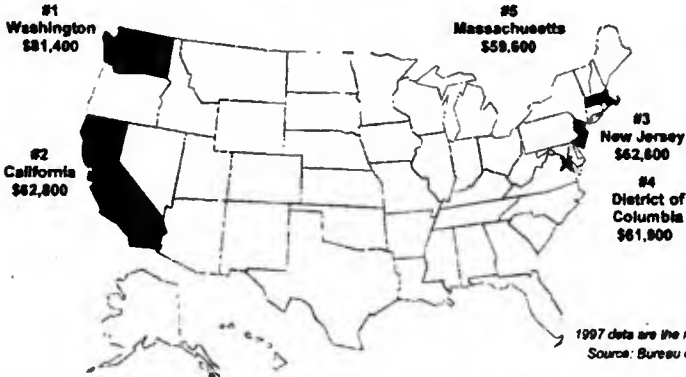 #1
Washington
$81,400
#5
Massachusetts
$59,600
#2
California
$62,800
#3
New Jersey
$62,600
#4
District of
Columbia
$61,900
1997 data are the
Source: Bureau